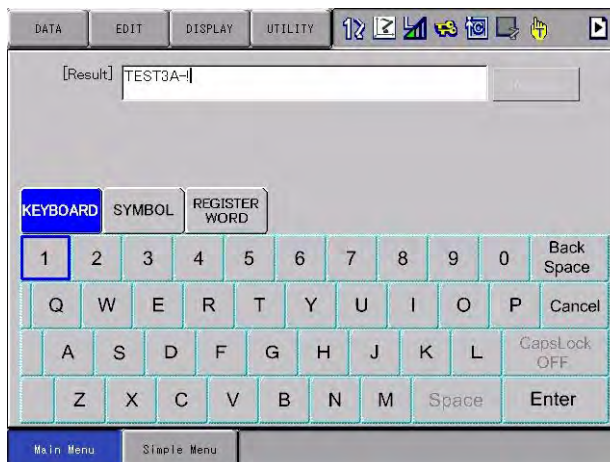 DATA EDIT DISPLAY UTILITY
[Result] TEST3A-!
KEYBOARD SYMBOL REGISTER WORD
1 2 3 4 5 6 7 8 9 0 Back Space
Q W E R T Y U I O P Cancel
A S D F G H J K L CapsLock OFF
Z X C V B N M Space Enter
Main Menu Simple Menu